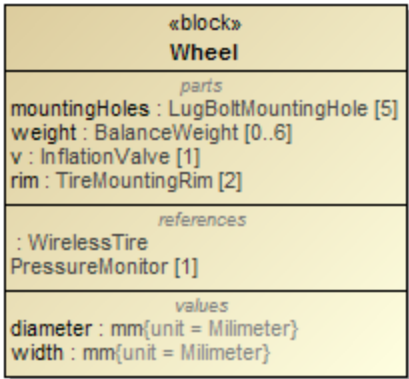 «block»
Wheel
parts
mountingHoles : LugBoltMountingHole [5]
weight : BalanceWeight [0..6]
v : InflationValve [1]
rim : TireMountingRim [2]
references
: WirelessTire
PressureMonitor [1]
values
diameter : mm{unit = Milimeter}
width : mm{unit = Milimeter}